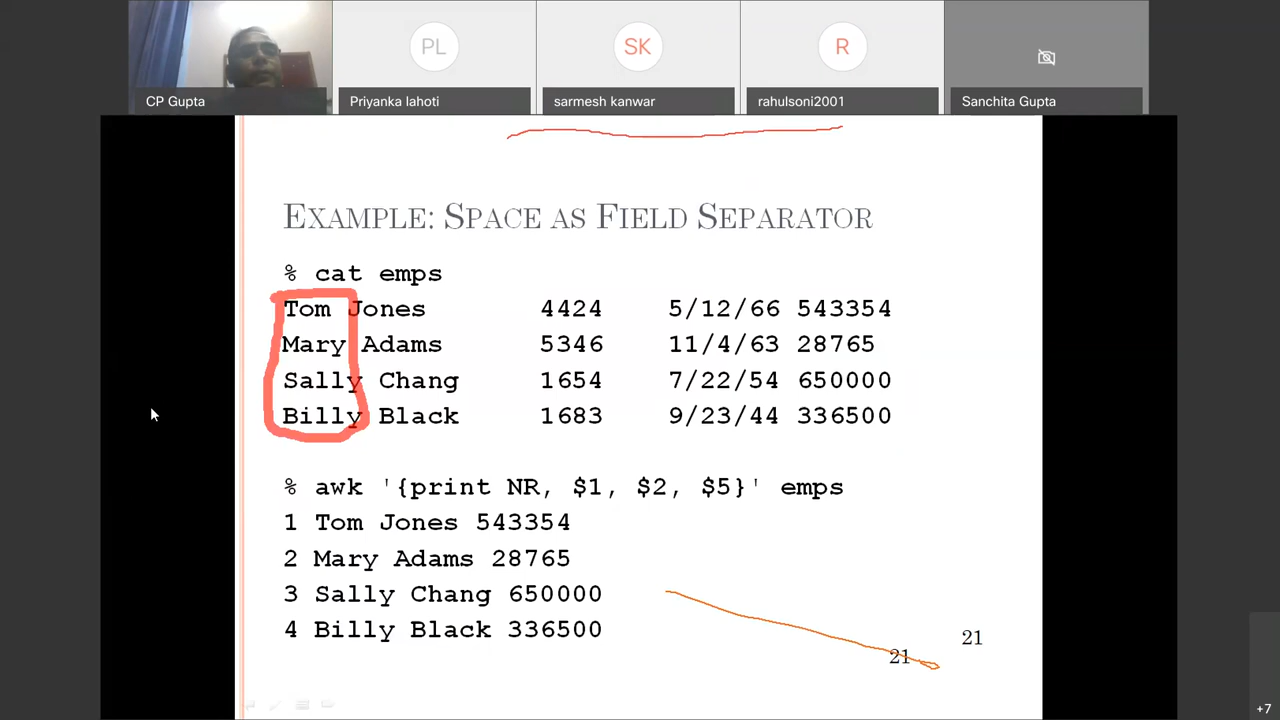 PL
SK
R
CP Gupta
Priyanka lahoti
sarmesh kanwar
rahulsoni2001
Sanchita Gupta
EXAMPLE: SPACE AS FIELD SEPARATOR
% cat emps
Tom Jones 4424 5/12/66 543354
Mary Adams 5346 11/4/63 28765
Sally Chang 1654 7/22/54 650000
Billy Black 1683 9/23/44 336500
% awk '{print NR, $1, $2, $5}' emps
1 Tom Jones 543354
2 Mary Adams 28765
3 Sally Chang 650000
4 Billy Black 336500
21
21
+7